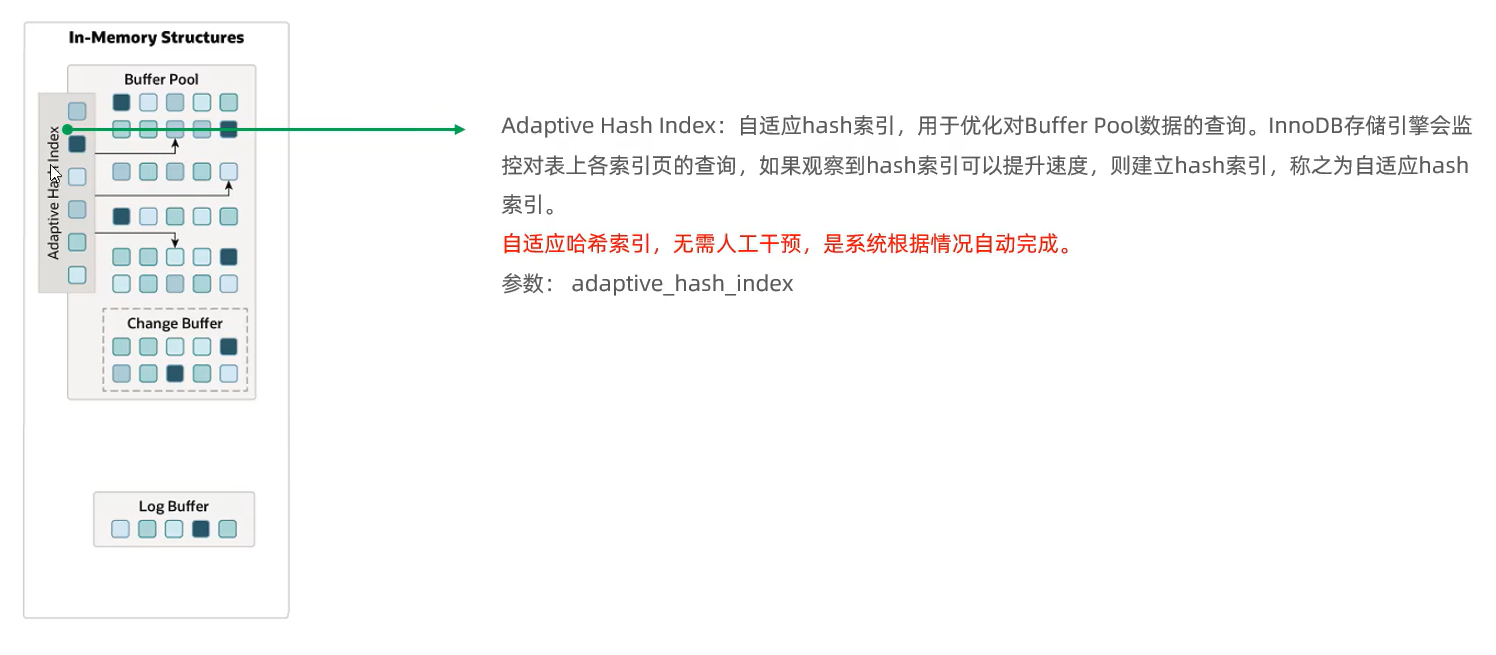 In-Memory Structures
Buffer Pool
Adaptive Hash Index
Change Buffer
Log Buffer
Adaptive Hash Index：自适应hash索引，用于优化对Buffer Pool数据的查询。InnoDB存储引擎会监
控对表上各索引页的查询，如果观察到hash索引可以提升速度，则建立hash索引，称之为自适应hash
索引。
自适应哈希索引，无需人工干预，是系统根据情况自动完成。
参数： adaptive_hash_index